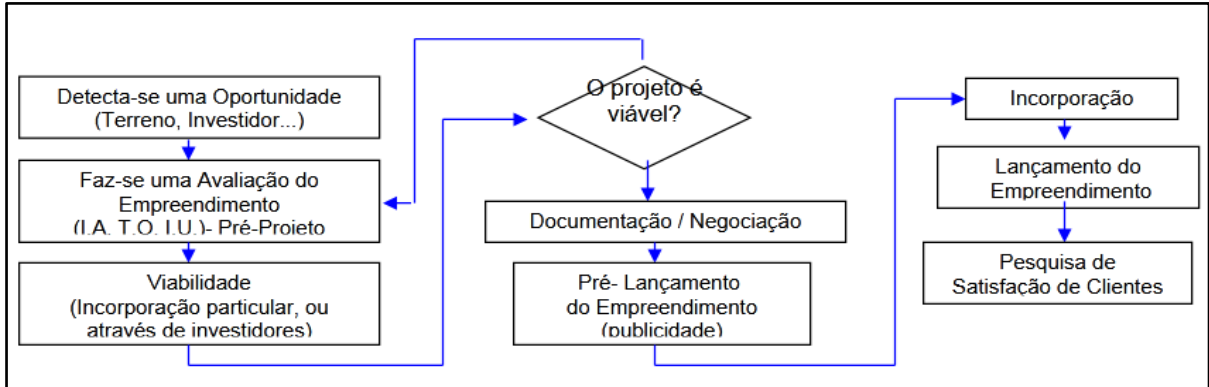 Detecta-se uma Oportunidade
(Terreno, Investidor...)
Faz-se uma Avaliação do
Empreendimento
(I.A. T.O. I.U.)- Pré-Projeto
Viabilidade
(Incorporação particular, ou
através de investidores)
O projeto é
viável?
Documentação / Negociação
Pré- Lançamento
do Empreendimento
(publicidade)
Incorporação
Lançamento do
Empreendimento
Pesquisa de
Satisfação de Clientes